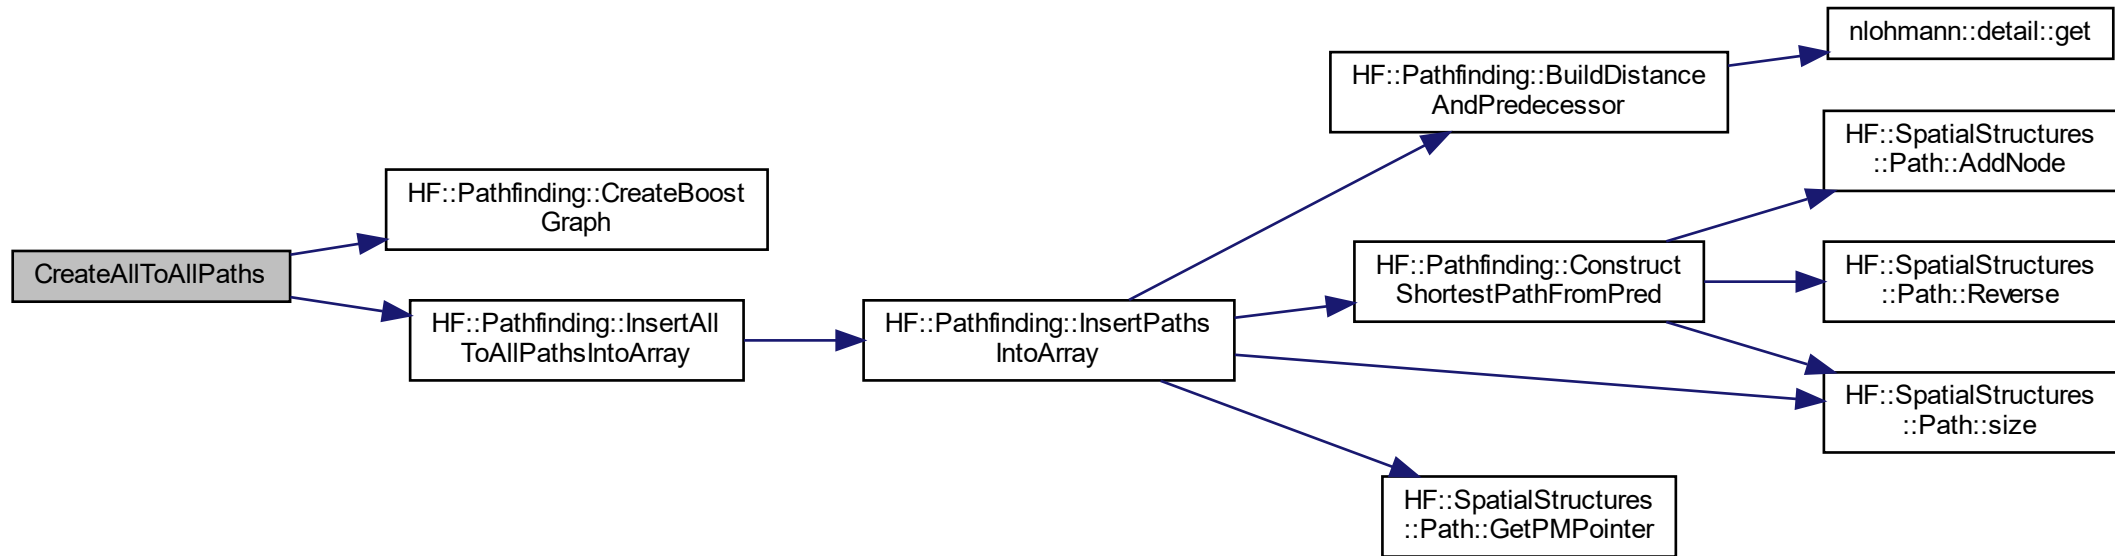 CreateAllToAllPaths
HF::Pathfinding::CreateBoost
Graph
HF::Pathfinding::InsertAll
ToAllPathsIntoArray
HF::Pathfinding::InsertPaths
IntoArray
HF::Pathfinding::BuildDistance
AndPredecessor
HF::Pathfinding::Construct
ShortestPathFromPred
HF::SpatialStructures
::Path::GetPMPointer
nlohmann::detail::get
HF::SpatialStructures
::Path::AddNode
HF::SpatialStructures
::Path::Reverse
HF::SpatialStructures
::Path::size